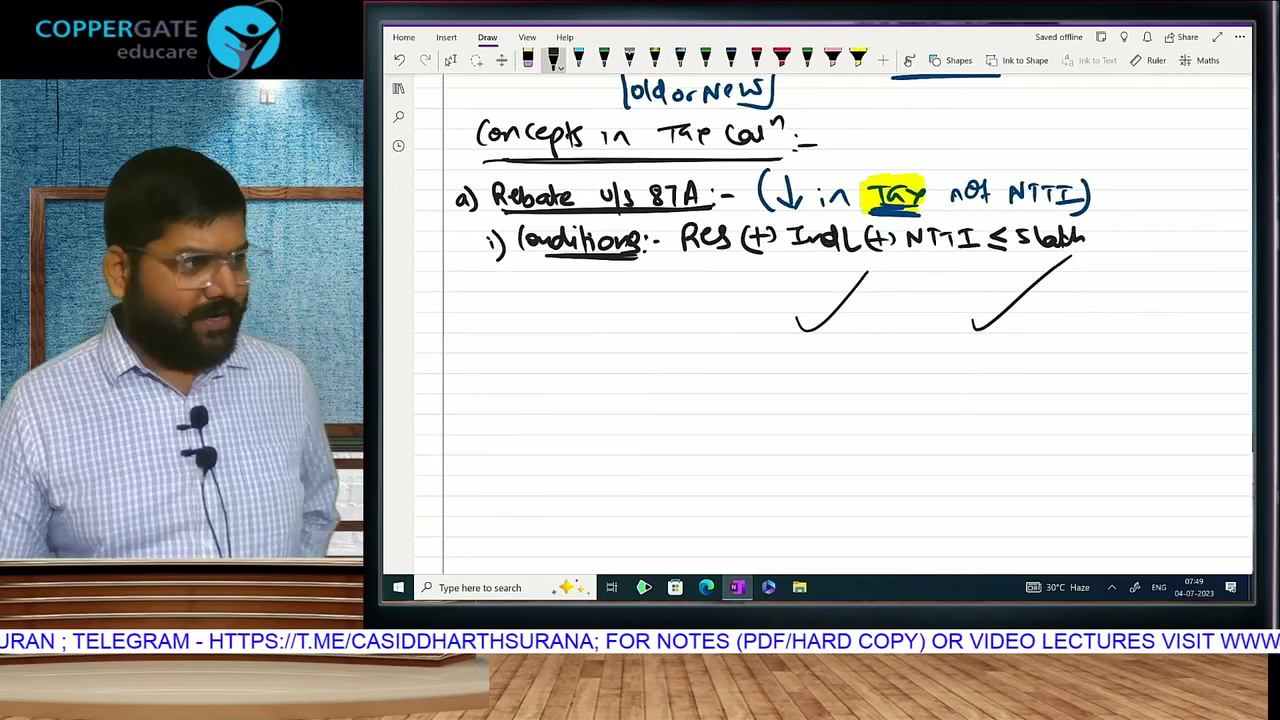 COPPERGATE
educare
Home Insert Draw View Help
Saved offline
Share
Shapes
Ink to Shape
Ink to Text
Ruler
Maths
[old or New]
Concepts in Tax Calⁿ :-
a) Rebate u/s 87A :- (↓ in Tax not NTTI)
i) Conditions :- Res (+) Indl (+) NTTI ≤ 5 lakh
Type here to search
30°C Haze
ENG
07:49
04-07-2023
URAN ; TELEGRAM - HTTPS://T.ME/CASIDDHARTHSURANA; FOR NOTES (PDF/HARD COPY) OR VIDEO LECTURES VISIT WWW